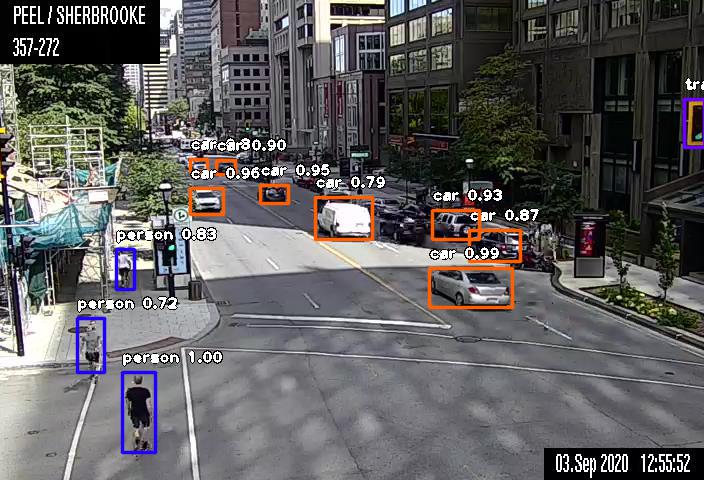 PEEL / SHERBROOKE
357-272
tra
car 0.90
car 0.96
car 0.95
car 0.79
car 0.93
car 0.87
person 0.83
car 0.99
person 0.72
person 1.00
03.Sep 2020 12:55:52